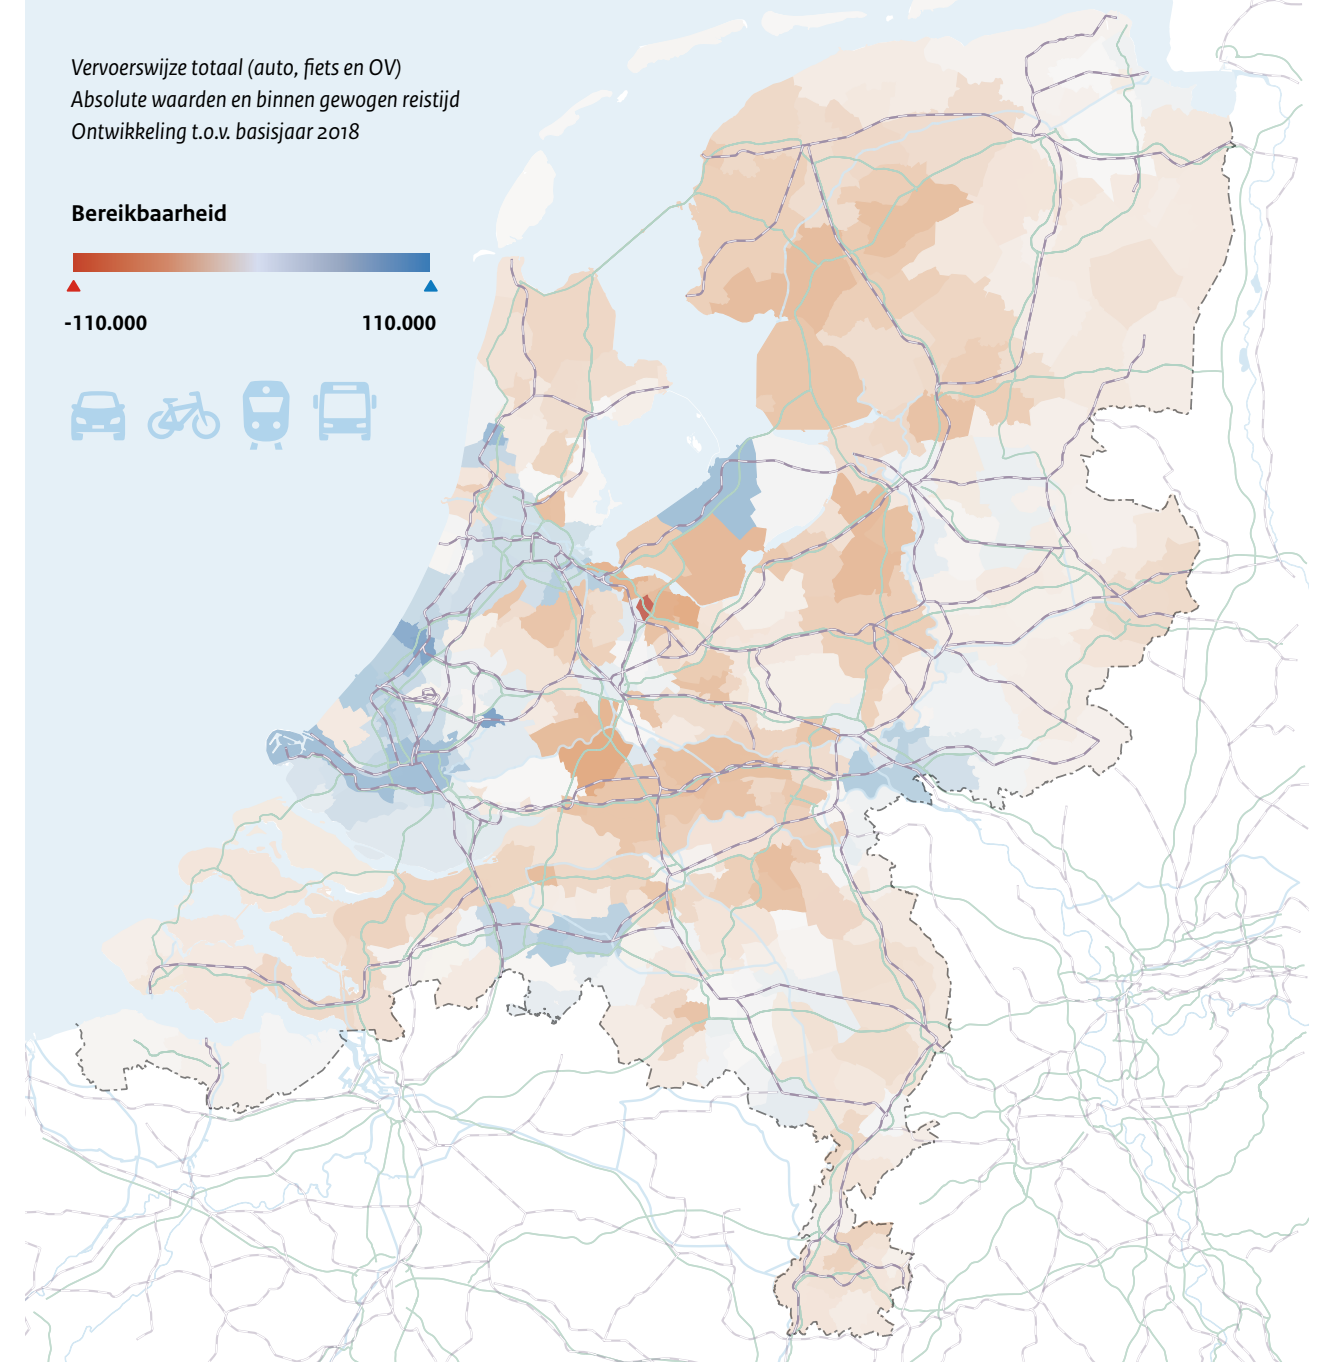 Vervoerswijze totaal (auto, fiets en OV)
Absolute waarden en binnen gewogen reistijd
Ontwikkeling t.o.v. basisjaar 2018
Bereikbaarheid
-110.000
110.000